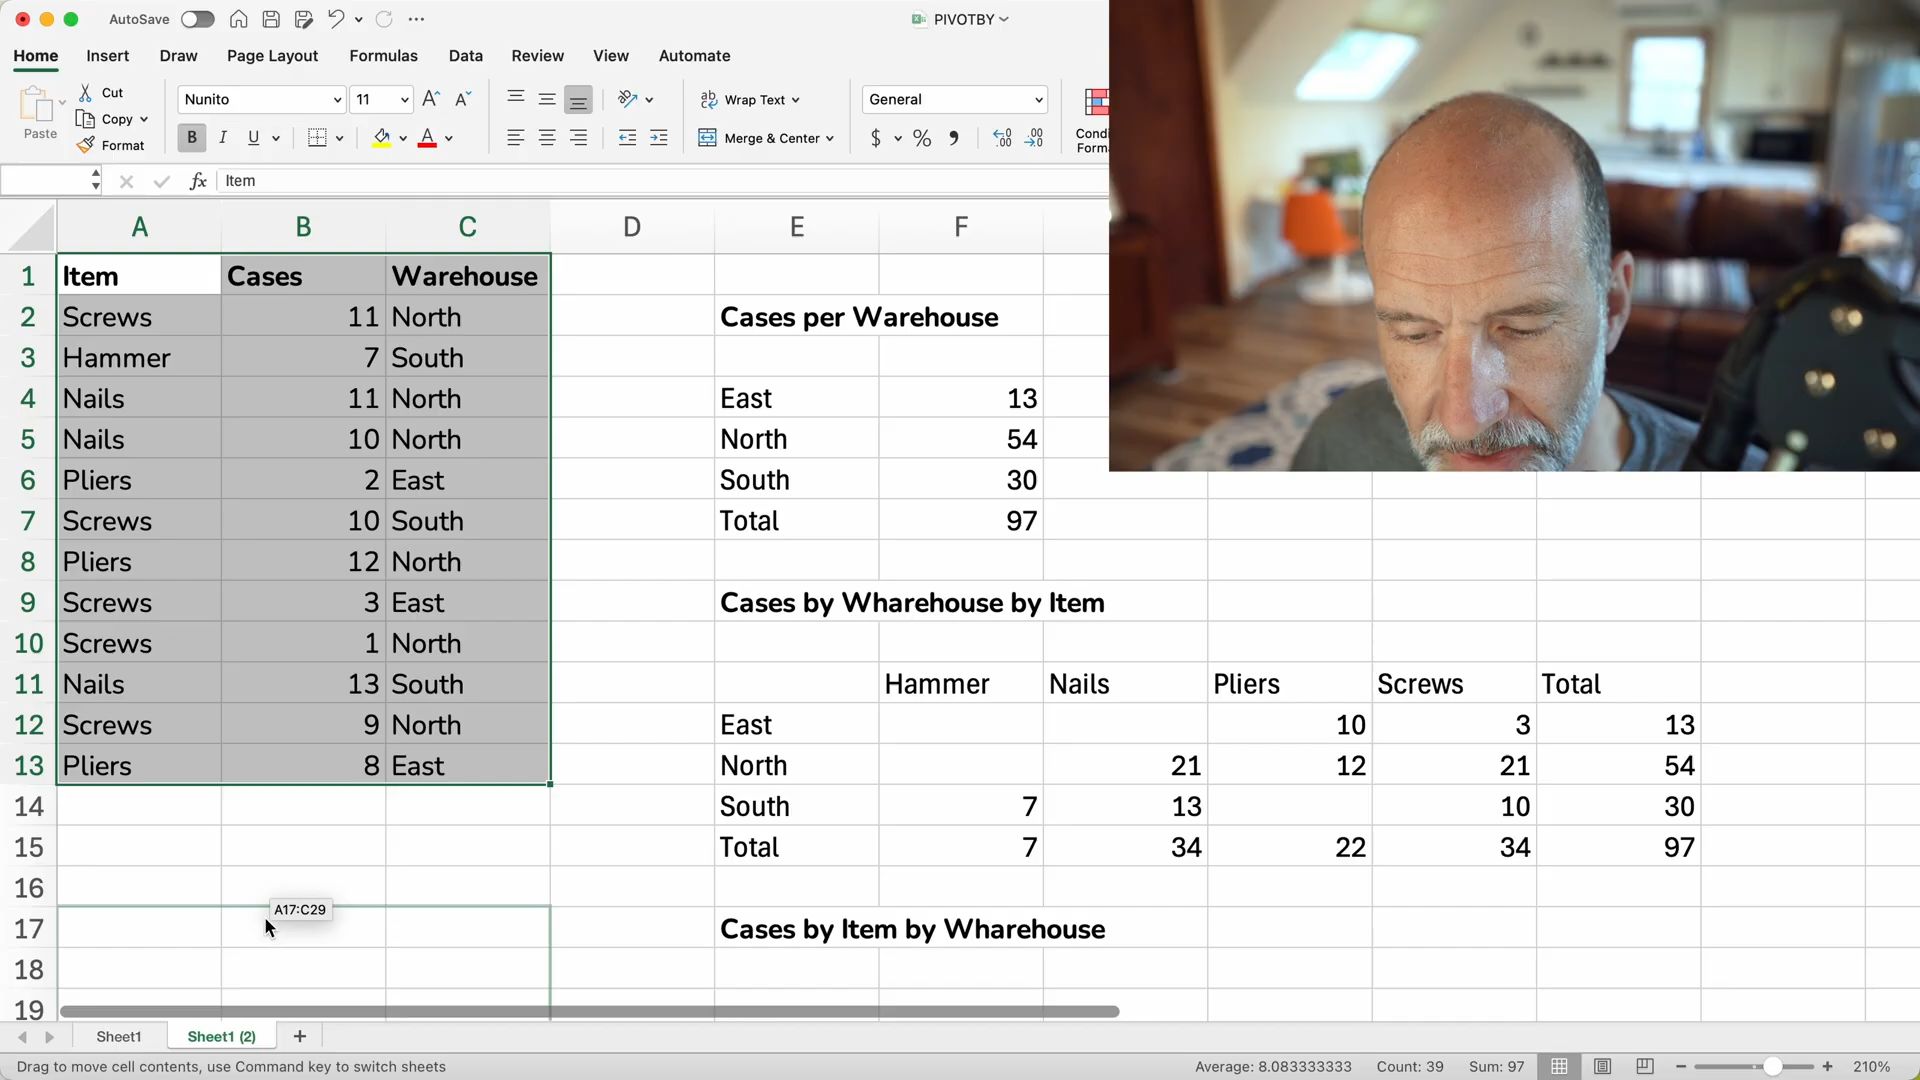 AutoSave
PIVOTBY
Home Insert Draw Page Layout Formulas Data Review View Automate
Paste
Cut
Copy
Format
Nunito 11
B I U
A A
Wrap Text
Merge & Center
General
$ % 9
fx Item
A B C D E F
1 Item Cases Warehouse
2 Screws 11 North Cases per Warehouse
3 Hammer 7 South
4 Nails 11 North East 13
5 Nails 10 North North 54
6 Pliers 2 East South 30
7 Screws 10 South Total 97
8 Pliers 12 North
9 Screws 3 East Cases by Wharehouse by Item
10 Screws 1 North
11 Nails 13 South Hammer Nails Pliers Screws Total
12 Screws 9 North East 10 3 13
13 Pliers 8 East North 21 12 21 54
14 South 7 13 10 30
15 Total 7 34 22 34 97
16
A17:C29
17 Cases by Item by Wharehouse
18
19
Sheet1 Sheet1 (2) +
Drag to move cell contents, use Command key to switch sheets Average: 8.083333333 Count: 39 Sum: 97 210%